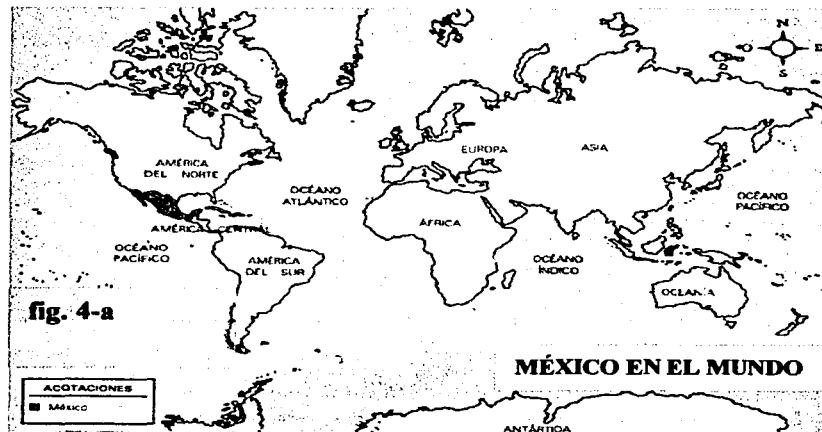 N
O
E
S
EUROPA
ASIA
AMÉRICA
DEL NORTE
OCÉANO
ATLÁNTICO
OCÉANO
PACÍFICO
ÁFRICA
AMÉRICA CENTRAL
OCÉANO
PACÍFICO
AMÉRICA
DEL SUR
OCÉANO
ÍNDICO
OCEANÍA
fig. 4-a
MÉXICO EN EL MUNDO
ACOTACIONES
México
ANTÁRTIDA